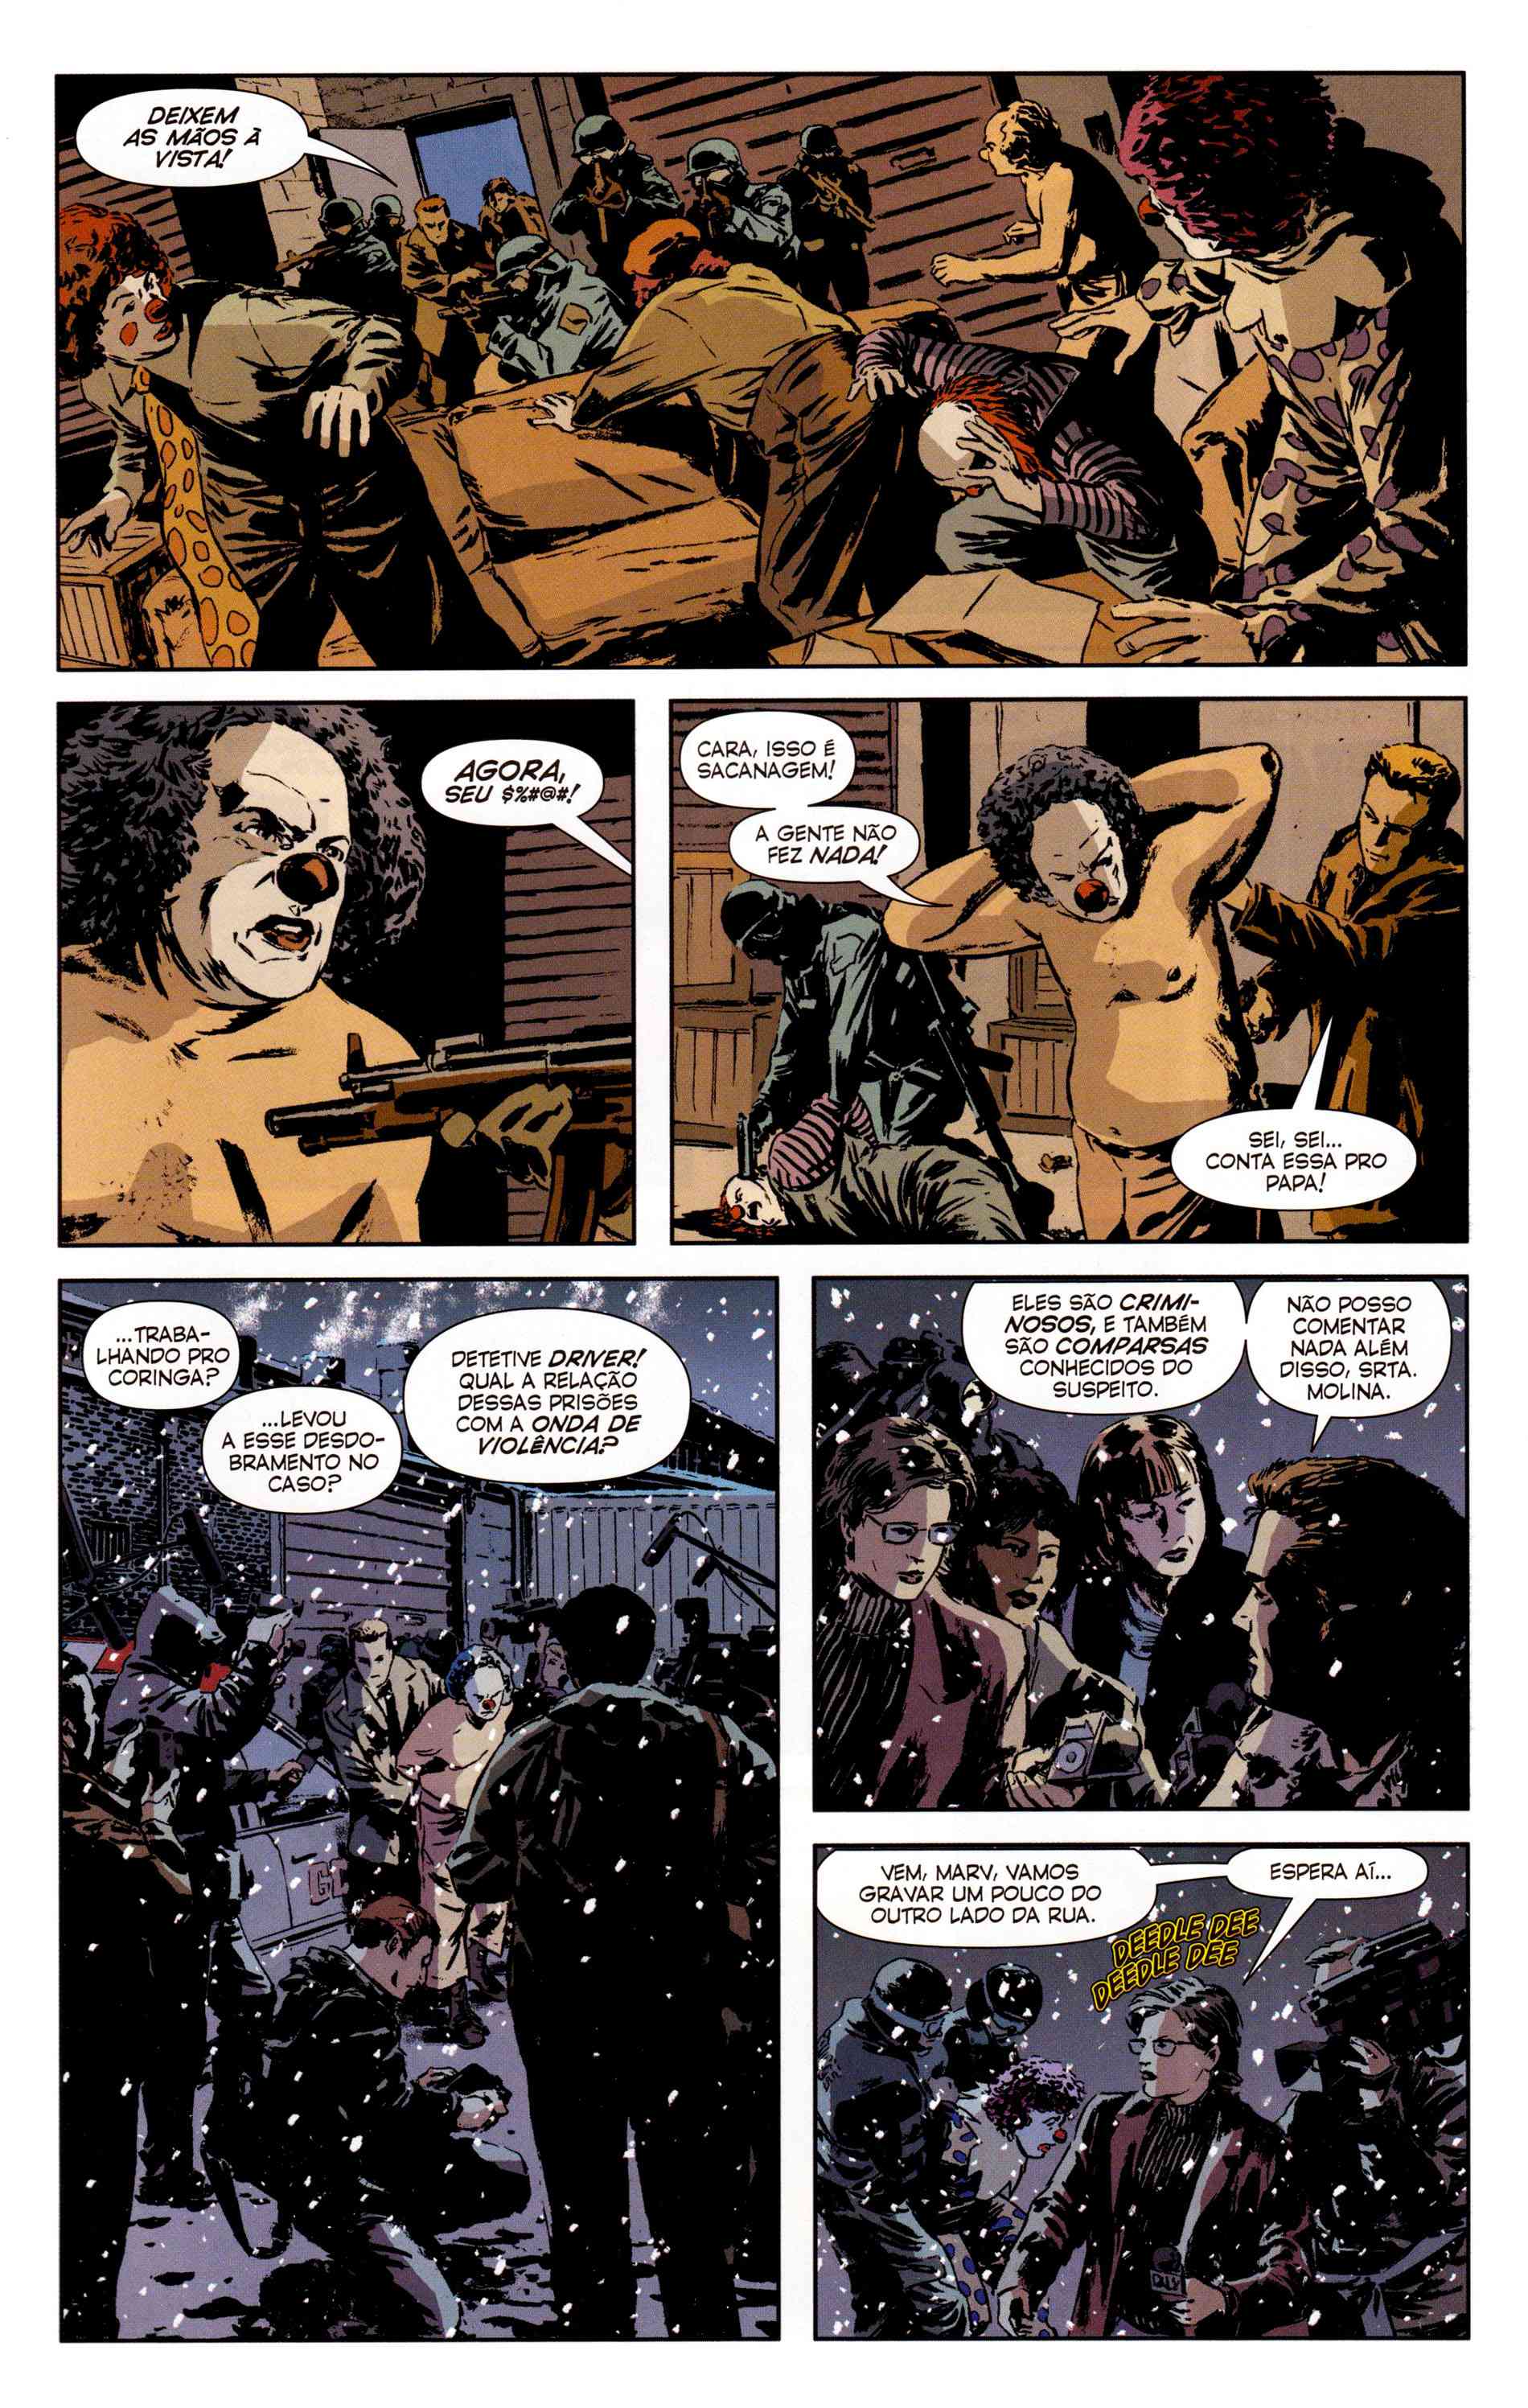 DEIXEM
AS MÃOS À
VISTA!
AGORA,
SEU $%#@#!
CARA, ISSO É
SACANAGEM!
A GENTE NÃO
FEZ NADA!
SEI, SEI...
CONTA ESSA PRO
PAPA!
...TRABA-
LHANDO PRO
CORINGA?
...LEVOU
A ESSE DESDO-
BRAMENTO NO
CASO?
DETETIVE DRIVER!
QUAL A RELAÇÃO
DESSAS PRISÕES
COM A ONDA DE
VIOLÊNCIA?
ELES SÃO CRIMI-
NOSOS, E TAMBÉM
SÃO COMPARSAS
CONHECIDOS DO
SUSPEITO.
NÃO POSSO
COMENTAR
NADA ALÉM
DISSO, SRTA.
MOLINA.
VEM, MARV, VAMOS
GRAVAR UM POUCO DO
OUTRO LADO DA RUA.
ESPERA AÍ...
DEEDLE DEE
DEEDLE DEE